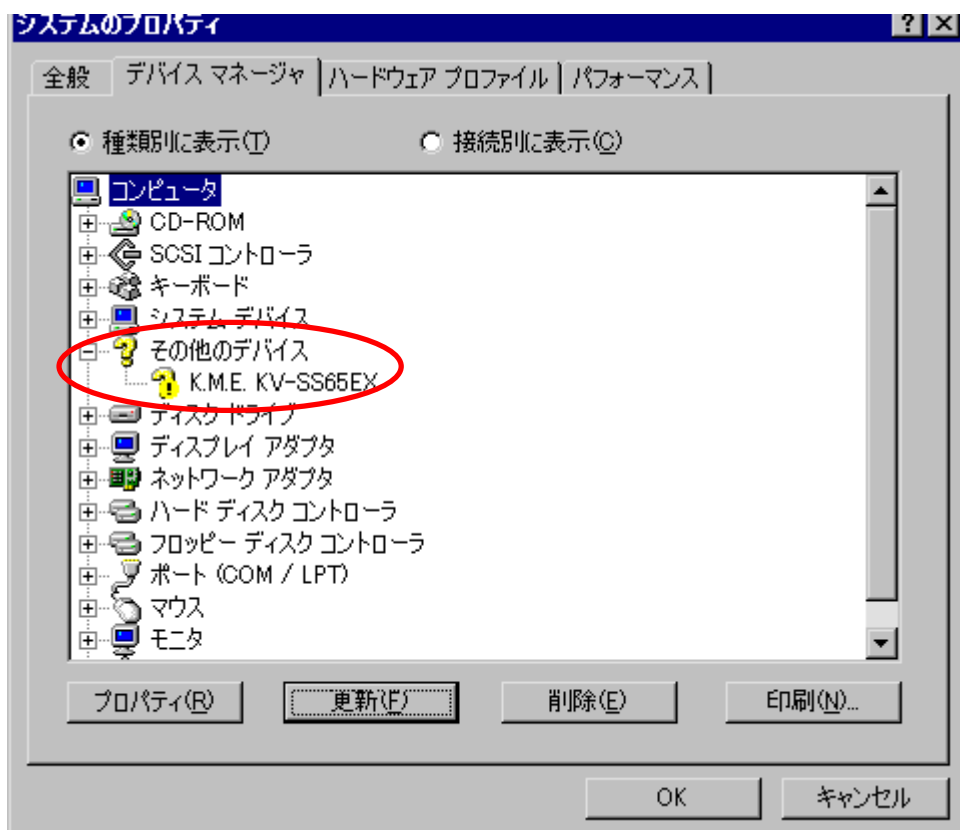 システムのプロパティ
全般 デバイス マネージャ ハードウェア プロファイル パフォーマンス
種類別に表示(T) 接続別に表示(C)
コンピュータ
CD-ROM
SCSI コントローラ
キーボード
システム デバイス
その他のデバイス
K.M.E. KV-SS65EX
ディスク ドライブ
ディスプレイ アダプタ
ネットワーク アダプタ
ハード ディスク コントローラ
フロッピー ディスク コントローラ
ポート (COM / LPT)
マウス
モニタ
プロパティ(R) 更新(F) 削除(E) 印刷(N)...
OK キャンセル